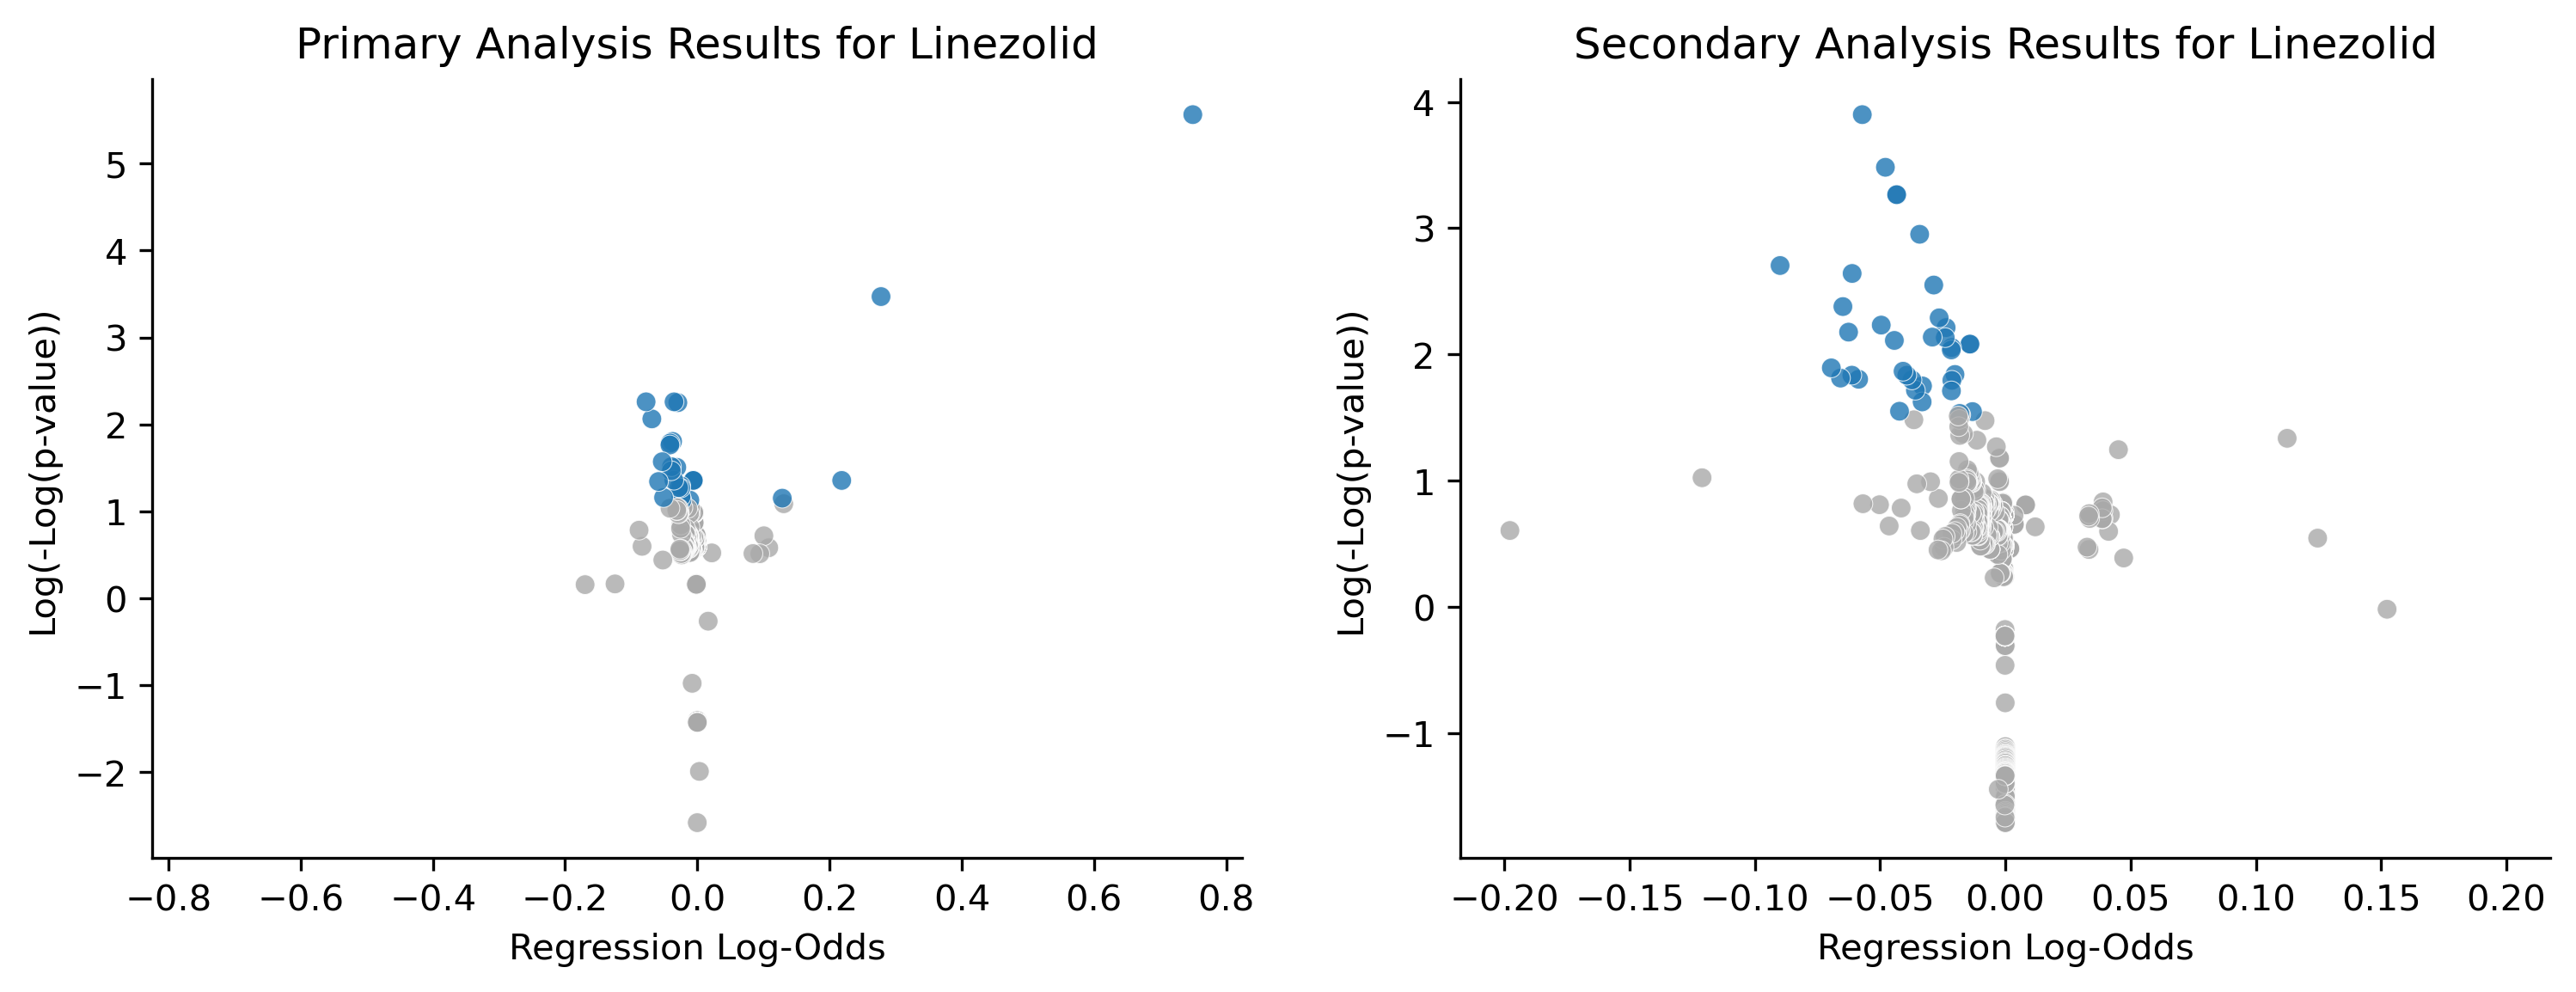 Primary Analysis Results for Linezolid
Log(-Log(p-value))
5
4
3
2
1
0
−1
−2
−0.8 −0.6 −0.4 −0.2 0.0 0.2 0.4 0.6 0.8
Regression Log-Odds
Secondary Analysis Results for Linezolid
Log(-Log(p-value))
4
3
2
1
0
−1
−0.20 −0.15 −0.10 −0.05 0.00 0.05 0.10 0.15 0.20
Regression Log-Odds